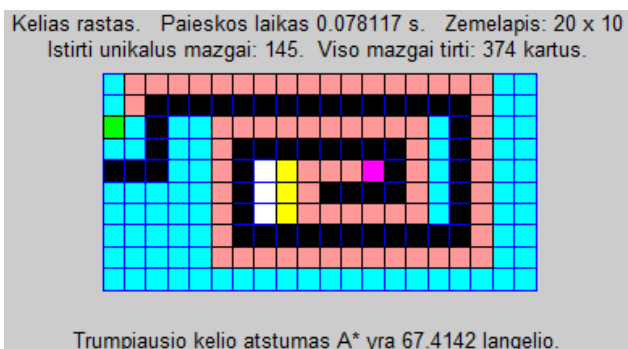 Kelias rastas. Paieskos laikas 0.078117 s. Zemelapis: 20 x 10
Istirti unikalus mazgai: 145. Viso mazgai tirti: 374 kartus.
Trumpiausio kelio atstumas A* yra 67.4142 langelio.